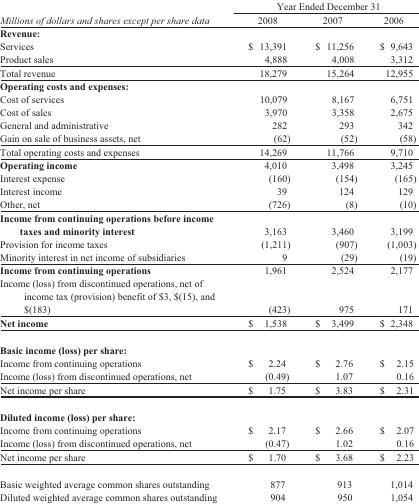 Year Ended December 31
Millions of dollars and shares except per share data 2008 2007 2006
Revenue:
Services $ 13,391 $ 11,256 $ 9,643
Product sales 4,888 4,008 3,312
Total revenue 18,279 15,264 12,955
Operating costs and expenses:
Cost of services 10,079 8,167 6,751
Cost of sales 3,970 3,358 2,675
General and administrative 282 293 342
Gain on sale of business assets, net (62) (52) (58)
Total operating costs and expenses 14,269 11,766 9,710
Operating income 4,010 3,498 3,245
Interest expense (160) (154) (165)
Interest income 39 124 129
Other, net (726) (8) (10)
Income from continuing operations before income
taxes and minority interest 3,163 3,460 3,199
Provision for income taxes (1,211) (907) (1,003)
Minority interest in net income of subsidiaries 9 (29) (19)
Income from continuing operations 1,961 2,524 2,177
Income (loss) from discontinued operations, net of
income tax (provision) benefit of $3, $(15), and
$(183) (423) 975 171
Net income $ 1,538 $ 3,499 $ 2,348
Basic income (loss) per share:
Income from continuing operations $ 2.24 $ 2.76 $ 2.15
Income (loss) from discontinued operations, net (0.49) 1.07 0.16
Net income per share $ 1.75 $ 3.83 $ 2.31
Diluted income (loss) per share:
Income from continuing operations $ 2.17 $ 2.66 $ 2.07
Income (loss) from discontinued operations, net (0.47) 1.02 0.16
Net income per share $ 1.70 $ 3.68 $ 2.23
Basic weighted average common shares outstanding 877 913 1,014
Diluted weighted average common shares outstanding 904 950 1,054